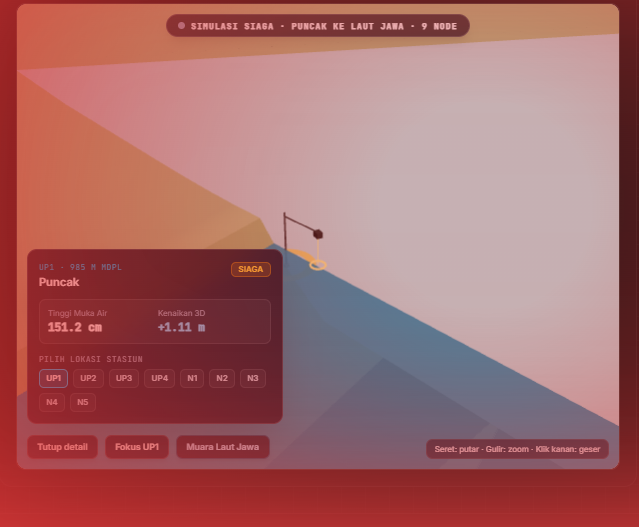 SIMULASI SIAGA · PUNCAK KE LAUT JAWA · 9 NODE
UP1 · 985 M MDPL
SIAGA
Puncak
Tinggi Muka Air
Kenaikan 3D
151.2 cm
+1.11 m
PILIH LOKASI STASIUN
UP1 UP2 UP3 UP4 N1 N2 N3
N4 N5
Tutup detail
Fokus UP1
Muara Laut Jawa
Seret: putar · Gulir: zoom · Klik kanan: geser